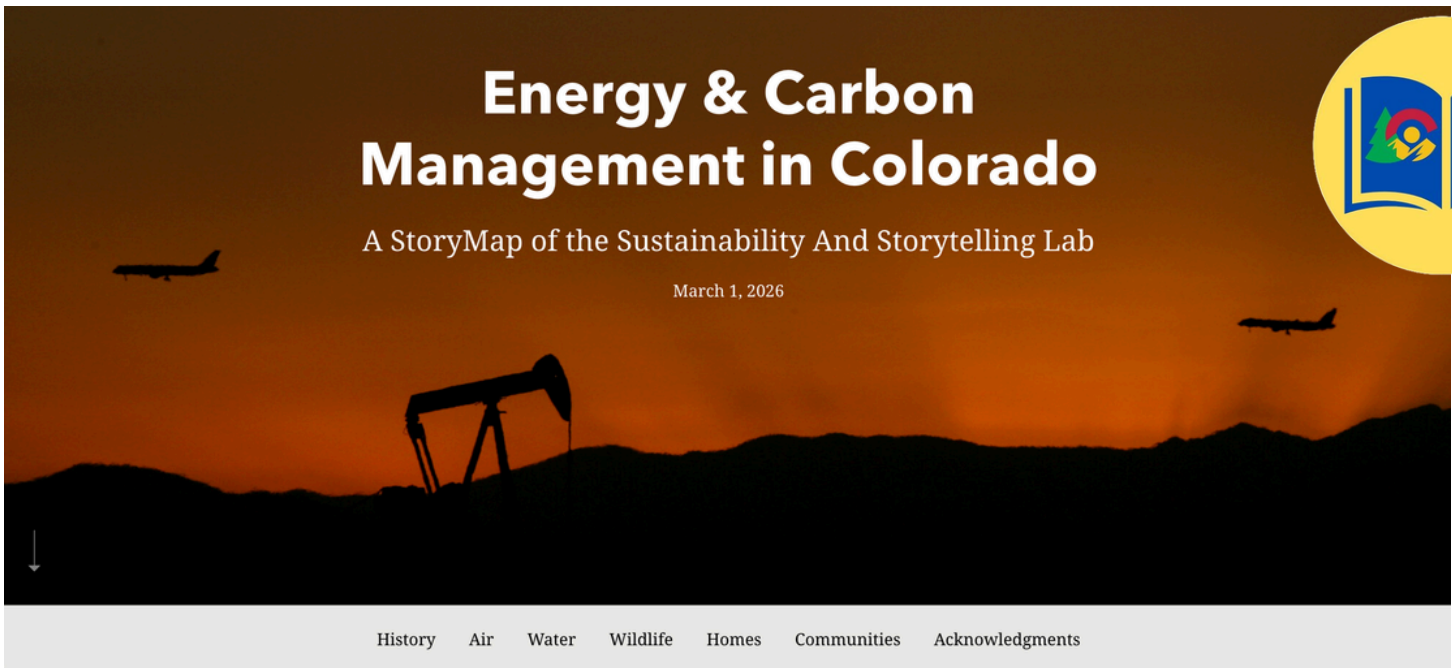 Energy & Carbon
Management in Colorado
A StoryMap of the Sustainability And Storytelling Lab
March 1, 2026
History Air Water Wildlife Homes Communities Acknowledgments